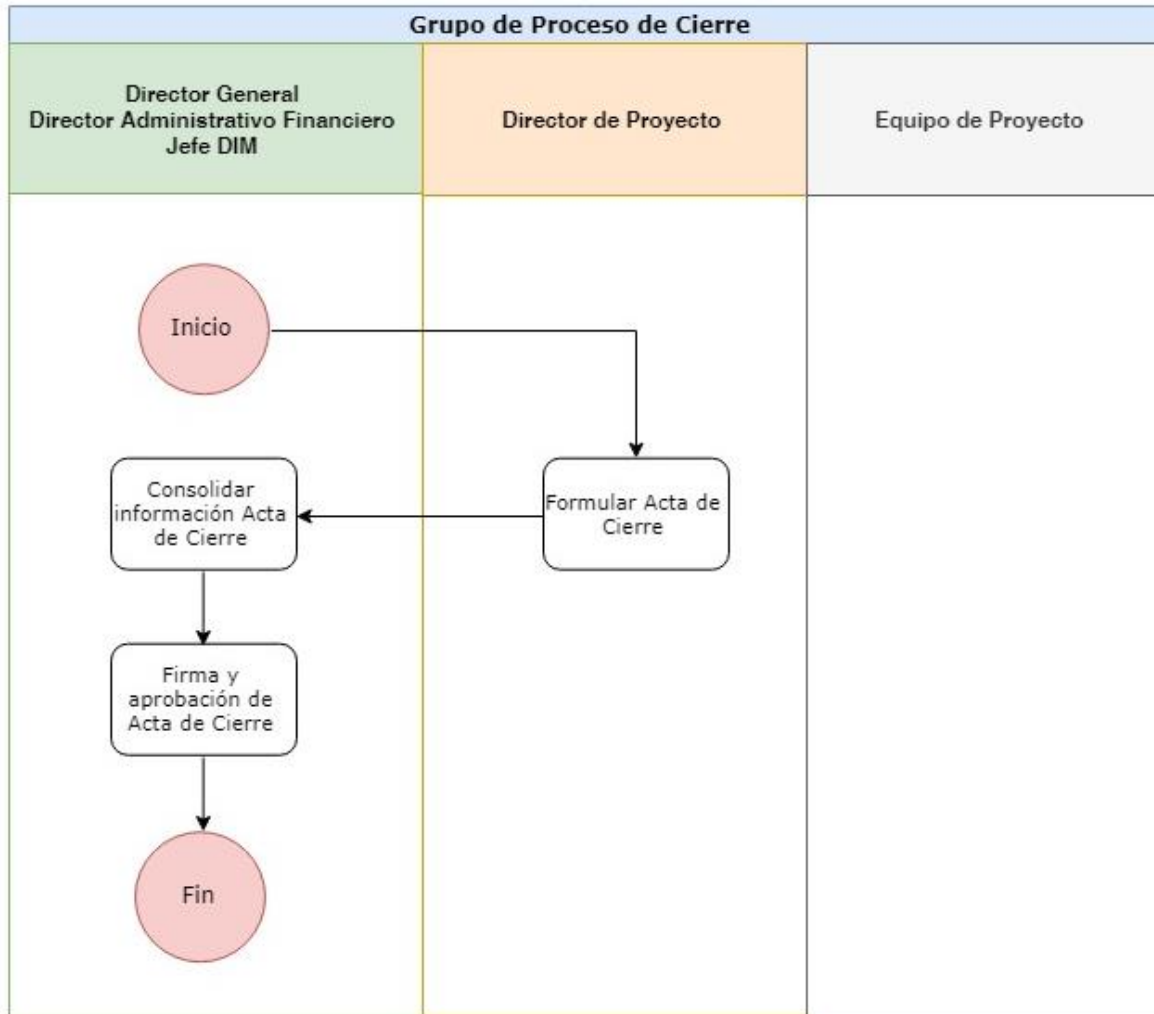 Grupo de Proceso de Cierre
Director General
Director Administrativo Financiero
Jefe DIM
Director de Proyecto
Equipo de Proyecto
Inicio
Consolidar
información Acta
de Cierre
Formular Acta de
Cierre
Firma y
aprobación de
Acta de Cierre
Fin